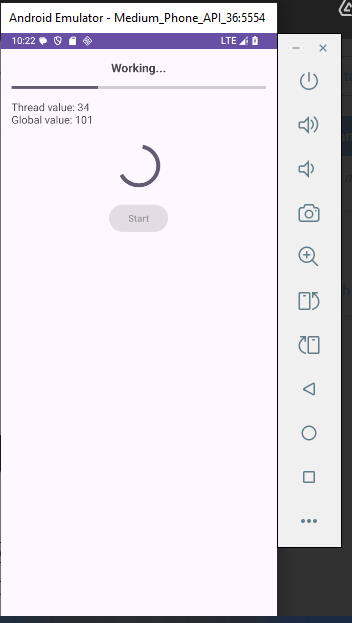 Android Emulator - Medium_Phone_API_36:5554
10:22 LTE
Working...
Thread value: 34
Global value: 101
Start